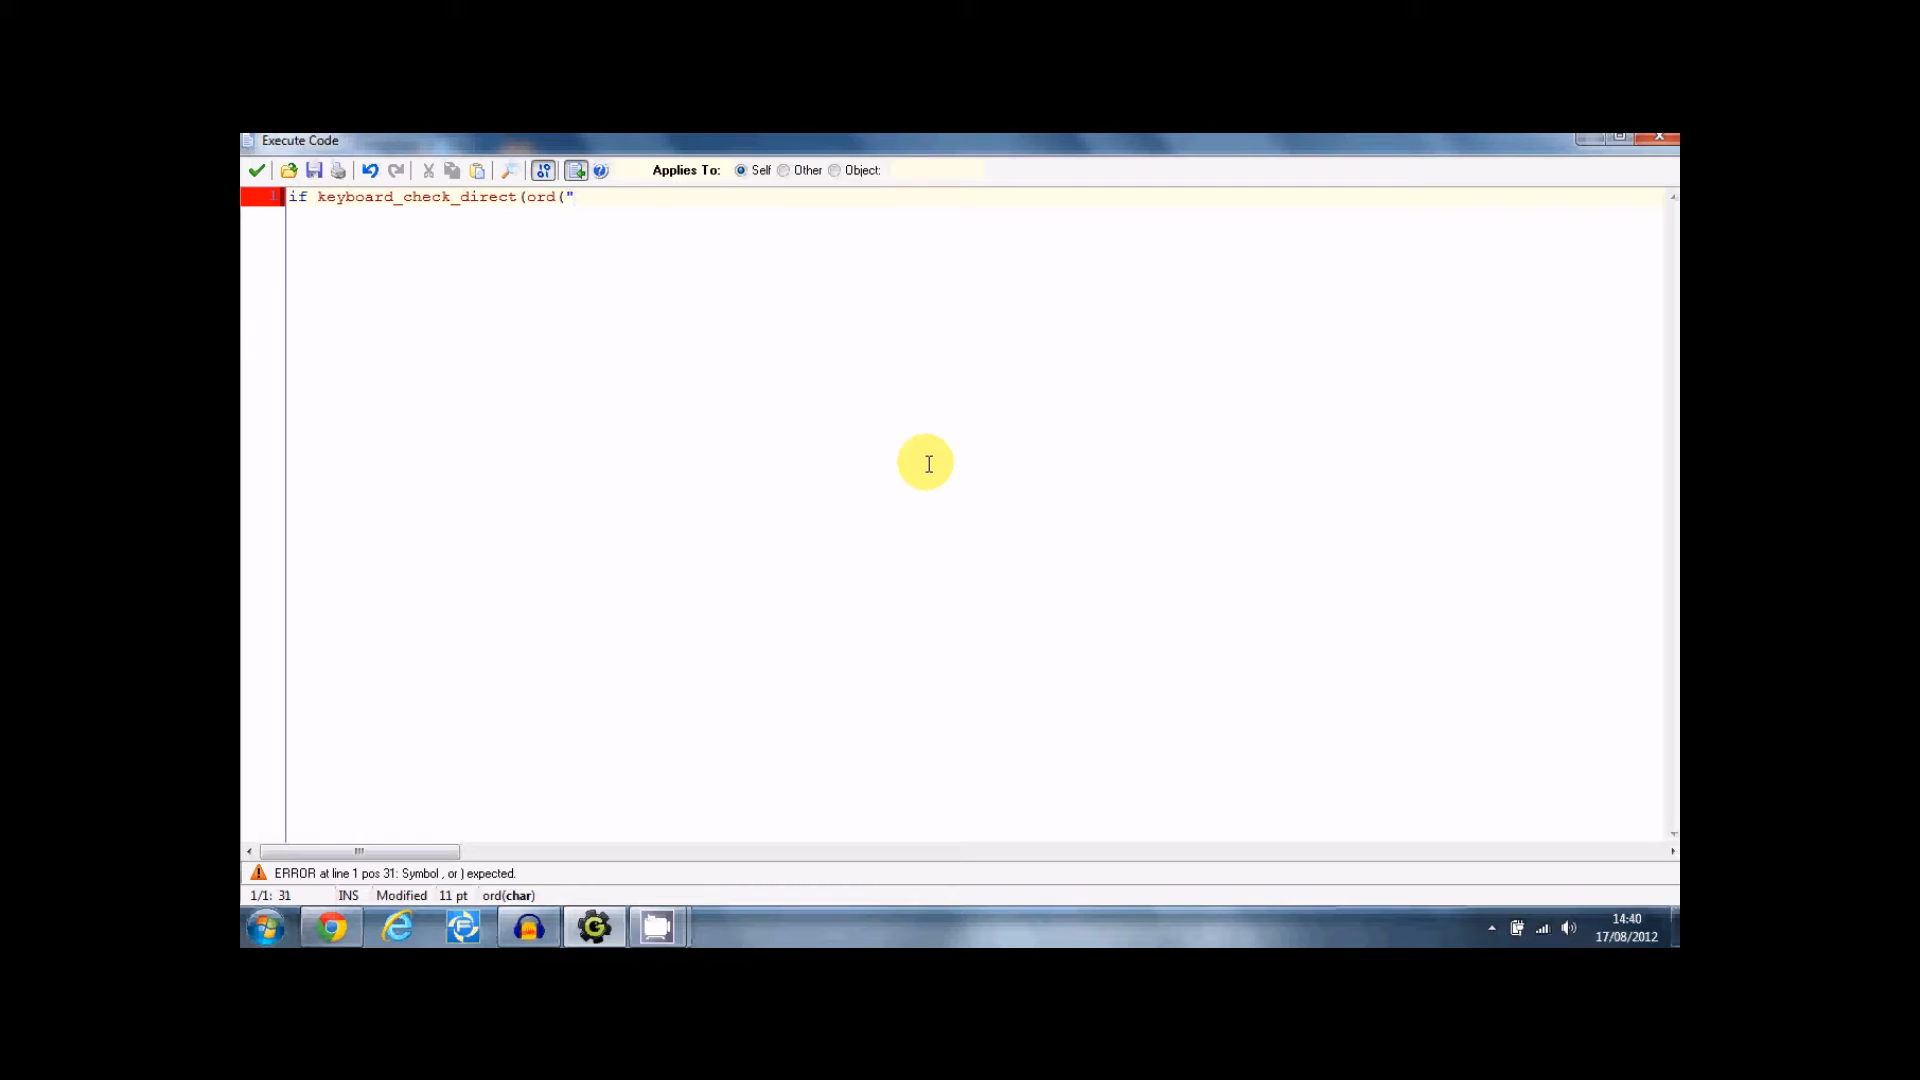 Execute Code
Applies To: Self Other Object:
1 if keyboard_check_direct(ord("
ERROR at line 1 pos 31: Symbol , or ) expected.
1/1: 31 INS Modified 11 pt ord(char)
14:40
17/08/2012